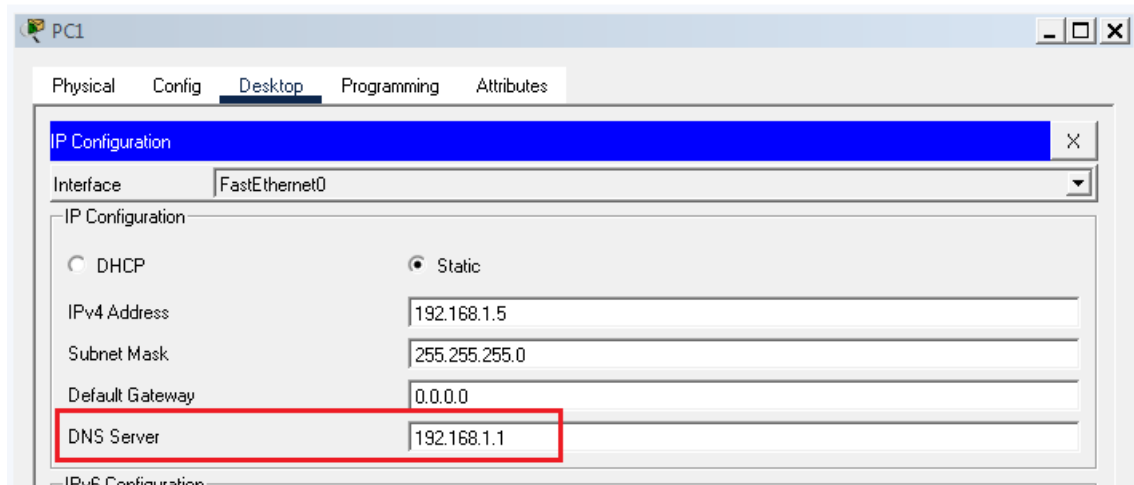 PC1
Physical Config Desktop Programming Attributes
IP Configuration X
Interface FastEthernet0
IP Configuration
DHCP Static
IPv4 Address 192.168.1.5
Subnet Mask 255.255.255.0
Default Gateway 0.0.0.0
DNS Server 192.168.1.1
IPv6 Configuration